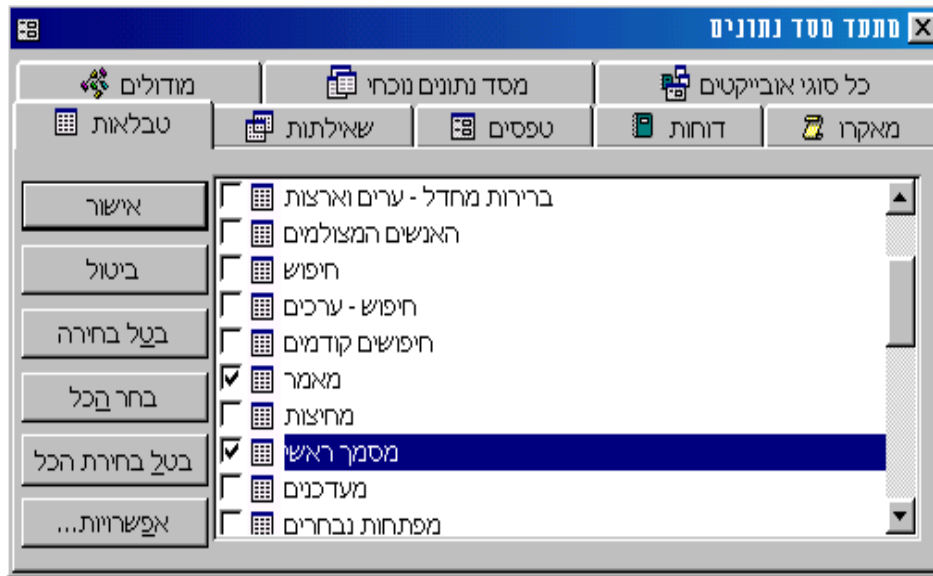 מתעד מסד נתונים
כל סוגי אובייקטים
מסד נתונים נוכחי
מודולים
מאקרו
דוחות
טפסים
שאילתות
טבלאות
ברירות מחדל - ערים וארצות
האנשים המצולמים
חיפוש
חיפוש - ערכים
חיפושים קודמים
מאמר
מחיצות
מסמך ראשי
מעדכנים
מפתחות נבחרים
אישור
ביטול
בטל בחירה
בחר הכל
בטל בחירת הכל
אפשרויות...